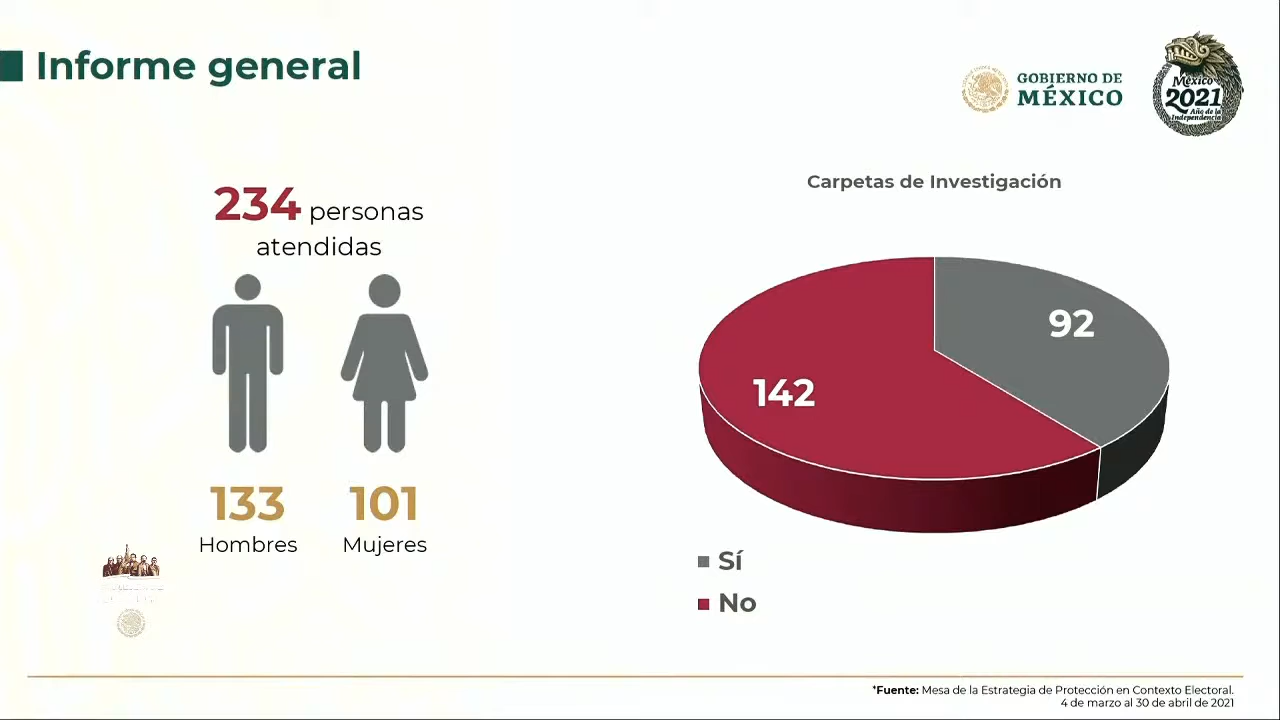 Informe general
GOBIERNO DE
MÉXICO
México
2021
Año de la
Independencia
234 personas
atendidas
133
Hombres
101
Mujeres
Carpetas de Investigación
92
142
Sí
No
*Fuente: Mesa de la Estrategia de Protección en Contexto Electoral.
4 de marzo al 30 de abril de 2021